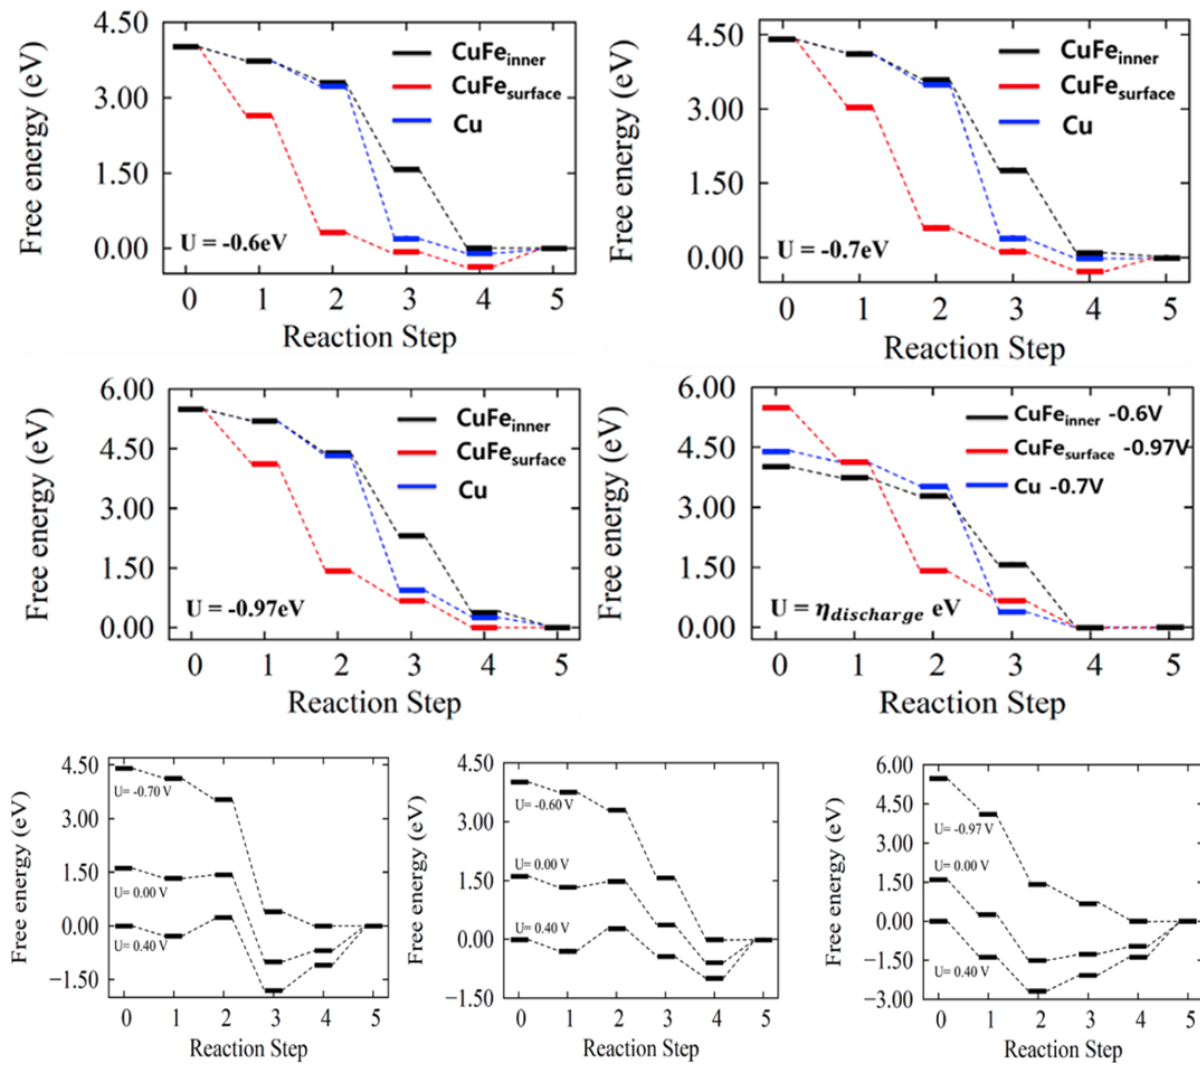 4.50
3.00
1.50
0.00
Free energy (eV)
CuFeinner
CuFesurface
Cu
U = -0.6eV
0 1 2 3 4 5
Reaction Step
4.50
3.00
1.50
0.00
Free energy (eV)
CuFeinner
CuFesurface
Cu
U = -0.7eV
0 1 2 3 4 5
Reaction Step
6.00
4.50
3.00
1.50
0.00
Free energy (eV)
CuFeinner
CuFesurface
Cu
U = -0.97eV
0 1 2 3 4 5
Reaction Step
6.00
4.50
3.00
1.50
0.00
Free energy (eV)
CuFeinner -0.6V
CuFesurface -0.97V
Cu -0.7V
U = ηdischarge eV
0 1 2 3 4 5
Reaction Step
4.50
3.00
1.50
0.00
−1.50
Free energy (eV)
U= -0.70 V
U= 0.00 V
U= 0.40 V
0 1 2 3 4 5
Reaction Step
4.50
3.00
1.50
0.00
−1.50
Free energy (eV)
U= -0.60 V
U= 0.00 V
U= 0.40 V
0 1 2 3 4 5
Reaction Step
6.00
4.50
3.00
1.50
0.00
−1.50
−3.00
Free energy (eV)
U= -0.97 V
U= 0.00 V
U= 0.40 V
0 1 2 3 4 5
Reaction Step